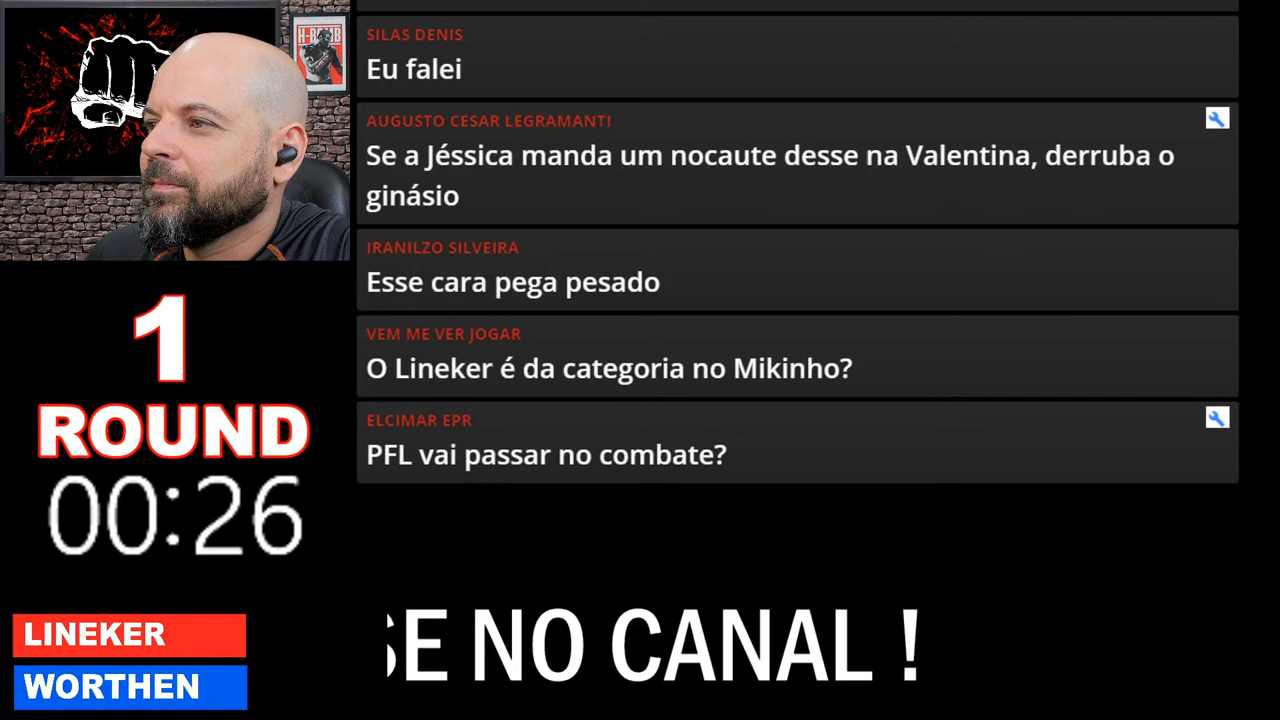 H-BOMB
SILAS DENIS
Eu falei
AUGUSTO CESAR LEGRAMANTI
Se a Jéssica manda um nocaute desse na Valentina, derruba o
ginásio
IRANILZO SILVEIRA
Esse cara pega pesado
VEM ME VER JOGAR
O Lineker é da categoria no Mikinho?
ELCIMAR EPR
PFL vai passar no combate?
1
ROUND
00:26
LINEKER
WORTHEN
SE NO CANAL !